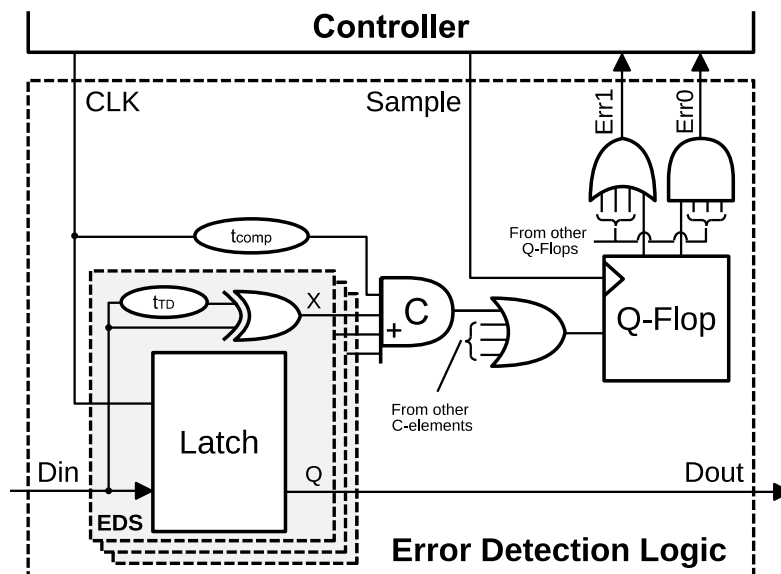 Controller
CLK
Sample
Err1
Err0
From other
Q-Flops
tcomp
tTD
X
C
+
Q-Flop
Latch
From other
C-elements
Din
Q
Dout
EDS
Error Detection Logic